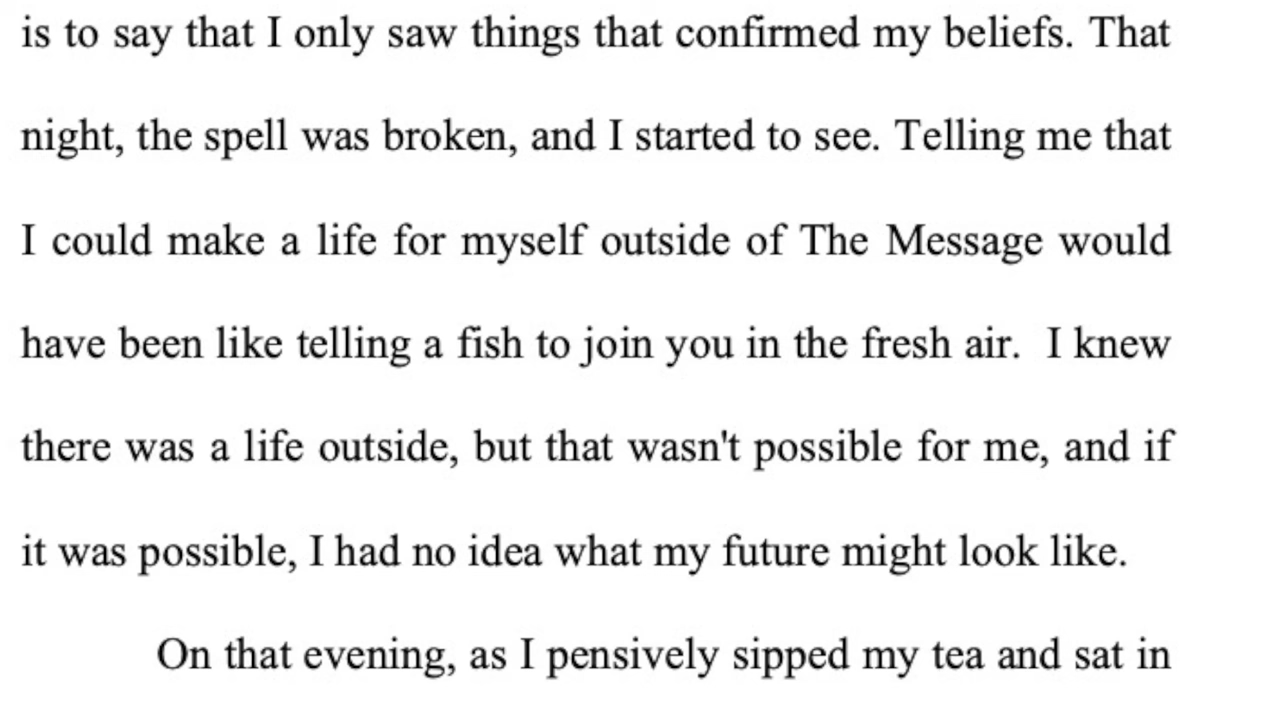 is to say that I only saw things that confirmed my beliefs. That
night, the spell was broken, and I started to see. Telling me that
I could make a life for myself outside of The Message would
have been like telling a fish to join you in the fresh air.  I knew
there was a life outside, but that wasn't possible for me, and if
it was possible, I had no idea what my future might look like.
On that evening, as I pensively sipped my tea and sat in